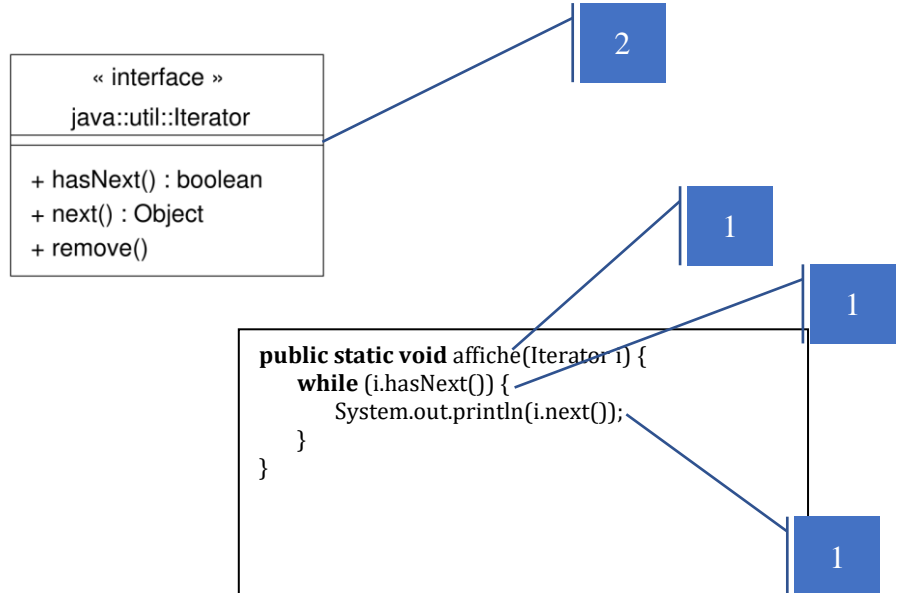 2
« interface »
java::util::Iterator
+ hasNext() : boolean
+ next() : Object
+ remove()
1
1
public static void affiche(Iterator i) {
while (i.hasNext()) {
System.out.println(i.next());
}
}
1